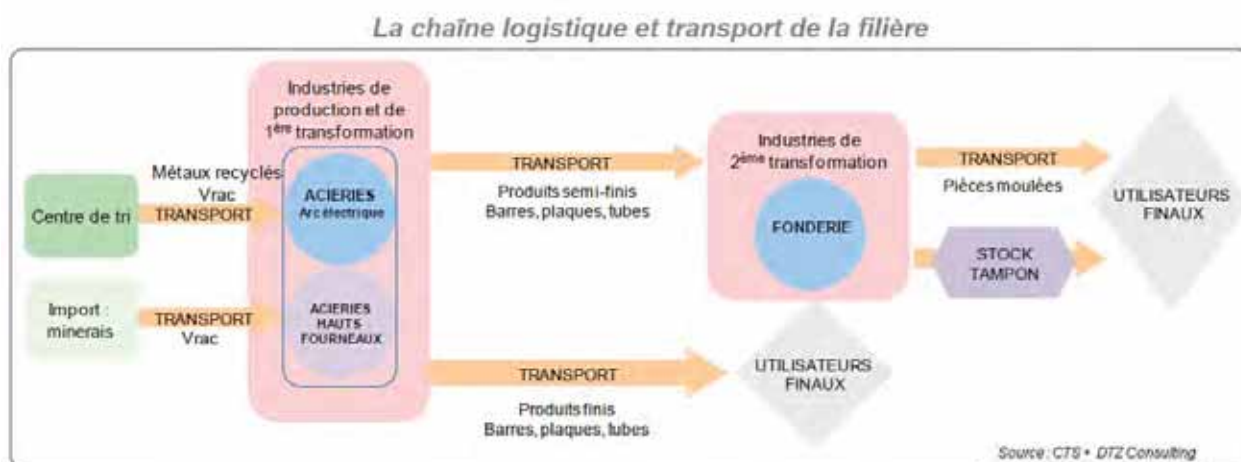 La chaîne logistique et transport de la filière
Industries de
production et de
1ère transformation
Métaux recyclés
Vrac
TRANSPORT
Centre de tri
ACIERIES
Arc électrique
Import :
minerais
TRANSPORT
Vrac
ACIERIES
HAUTS
FOURNEAUX
TRANSPORT
Produits semi-finis
Barres, plaques, tubes
Industries de
2ème transformation
FONDERIE
TRANSPORT
Pièces moulées
STOCK
TAMPON
UTILISATEURS
FINAUX
TRANSPORT
Produits finis
Barres, plaques, tubes
UTILISATEURS
FINAUX
Source : CTS • DTZ Consulting